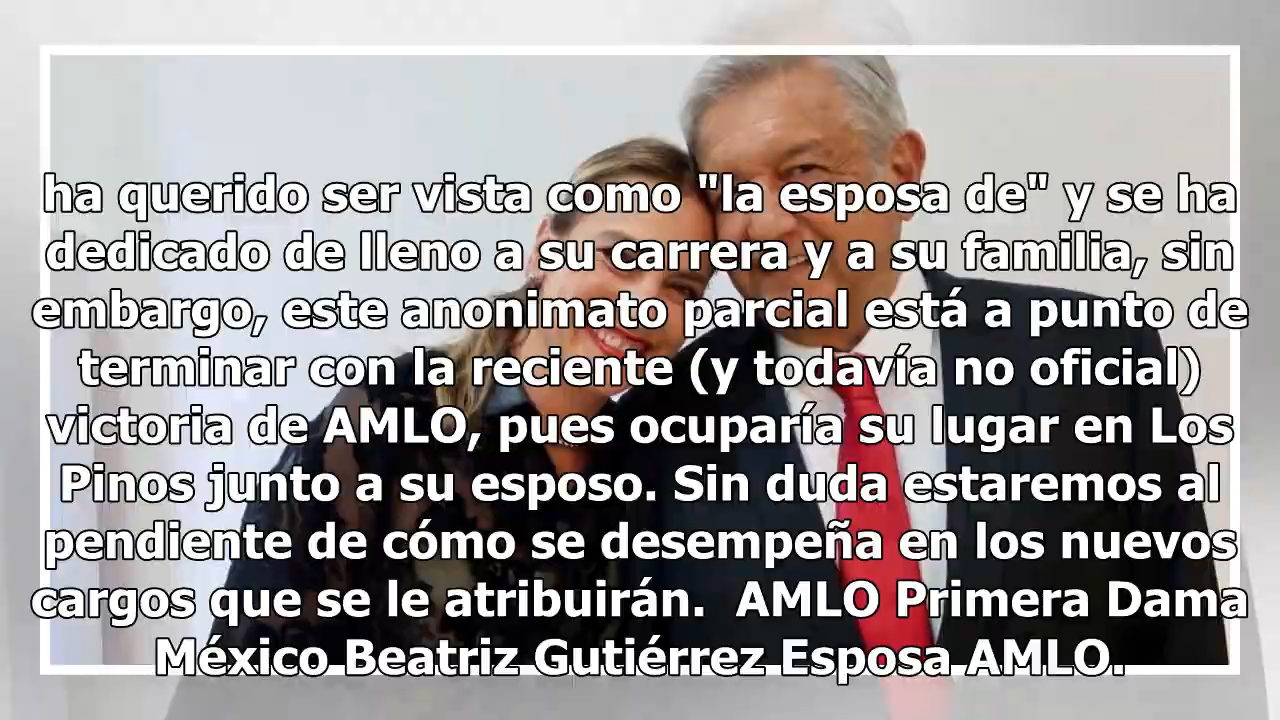 ha querido ser vista como "la esposa de" y se ha
dedicado de lleno a su carrera y a su familia, sin
embargo, este anonimato parcial está a punto de
terminar con la reciente (y todavía no oficial)
victoria de AMLO, pues ocuparía su lugar en Los
Pinos junto a su esposo. Sin duda estaremos al
pendiente de cómo se desempeña en los nuevos
cargos que se le atribuirán.  AMLO Primera Dama
México Beatriz Gutiérrez Esposa AMLO.